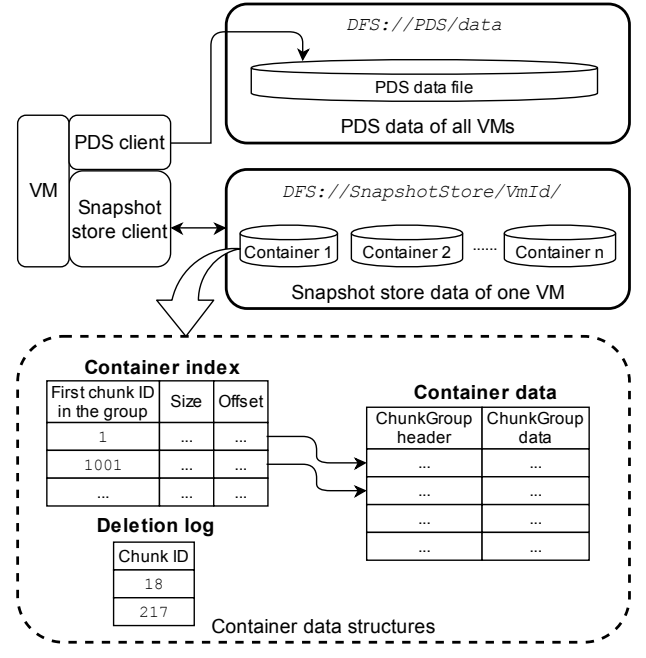 DFS://PDS/data
PDS data file
PDS data of all VMs
VM
PDS client
Snapshot
store client
DFS://SnapshotStore/VmId/
Container 1
Container 2
......
Container n
Snapshot store data of one VM
Container index
First chunk ID
in the group
Size
Offset
1
...
...
1001
...
...
...
...
...
Container data
ChunkGroup
header
ChunkGroup
data
...
...
...
...
...
...
...
...
Deletion log
Chunk ID
18
217
Container data structures